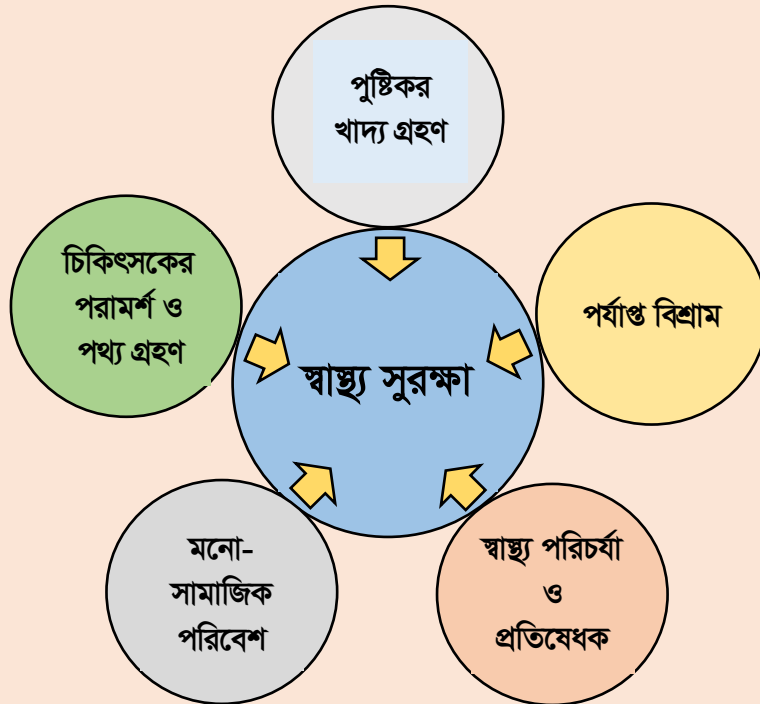 পুষ্টিকর
খাদ্য গ্রহণ
চিকিৎসকের
পরামর্শ ও
পথ্য গ্রহণ
পর্যাপ্ত বিশ্রাম
স্বাস্থ্য সুরক্ষা
মনো-
সামাজিক
পরিবেশ
স্বাস্থ্য পরিচর্যা
ও
প্রতিষেধক